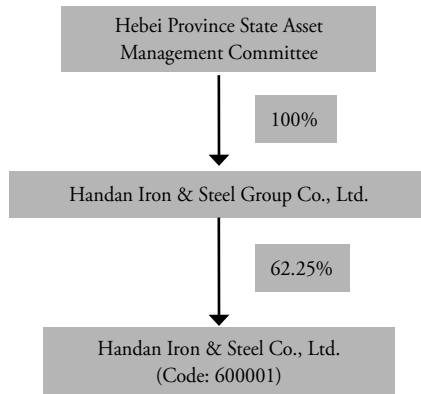 Hebei Province State Asset
Management Committee
100%
Handan Iron & Steel Group Co., Ltd.
62.25%
Handan Iron & Steel Co., Ltd.
(Code: 600001)